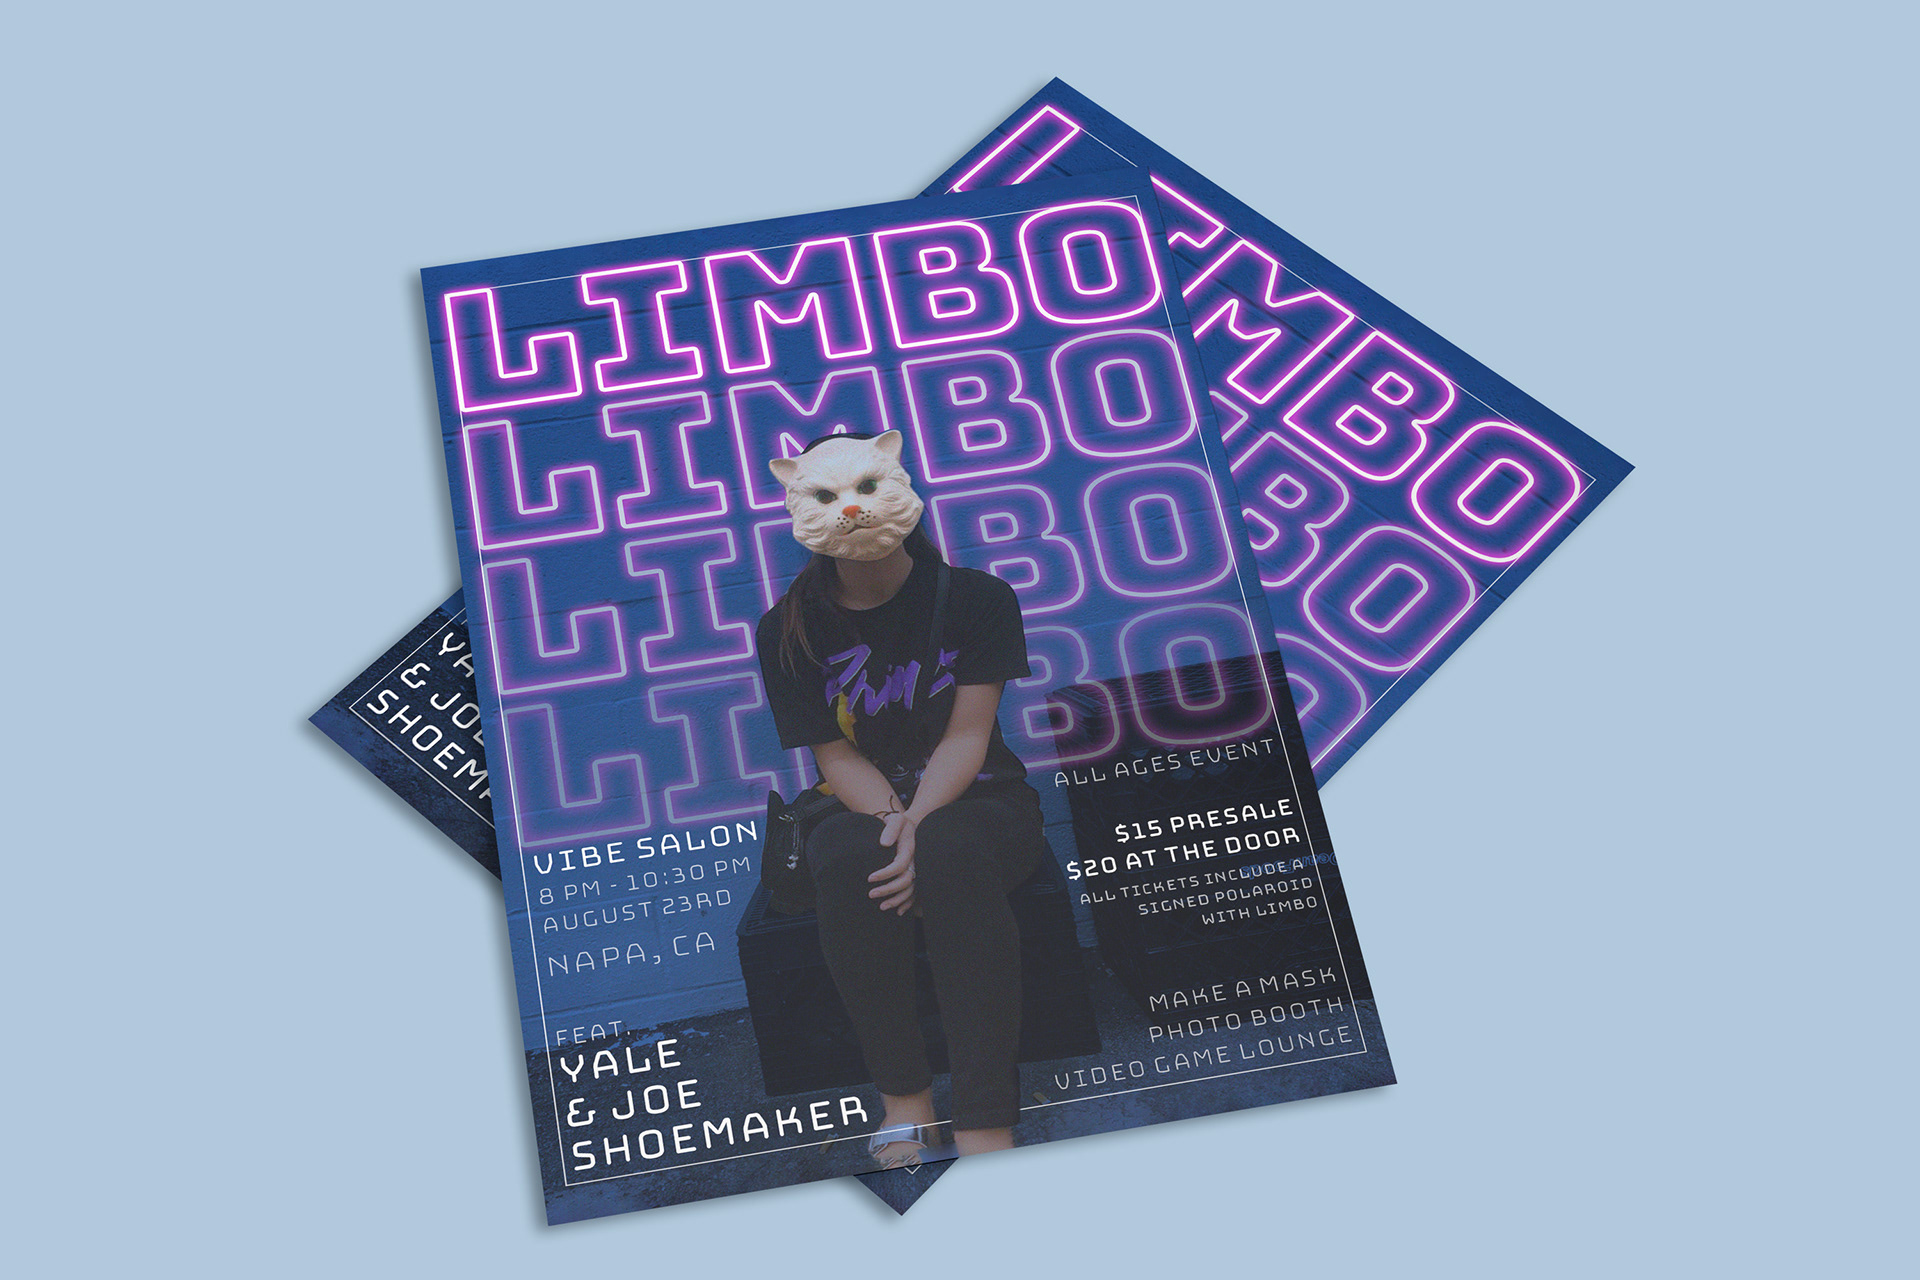 LIMBO
LIMBO
LIMBO
LIMBO
ALL AGES EVENT
$15 PRESALE
$20 AT THE DOOR
ALL TICKETS INCLUDE A
SIGNED POLAROID
WITH LIMBO
MAKE A MASK
PHOTO BOOTH
VIDEO GAME LOUNGE
VIBE SALON
8 PM - 10:30 PM
AUGUST 23RD
NAPA, CA
FEAT.
YALE
& JOE
SHOEMAKER
LIMBO